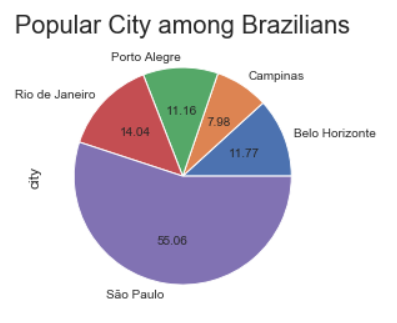 Popular City among Brazilians
Porto Alegre
Campinas
Rio de Janeiro
11.16
7.98
14.04
Belo Horizonte
11.77
city
55.06
São Paulo